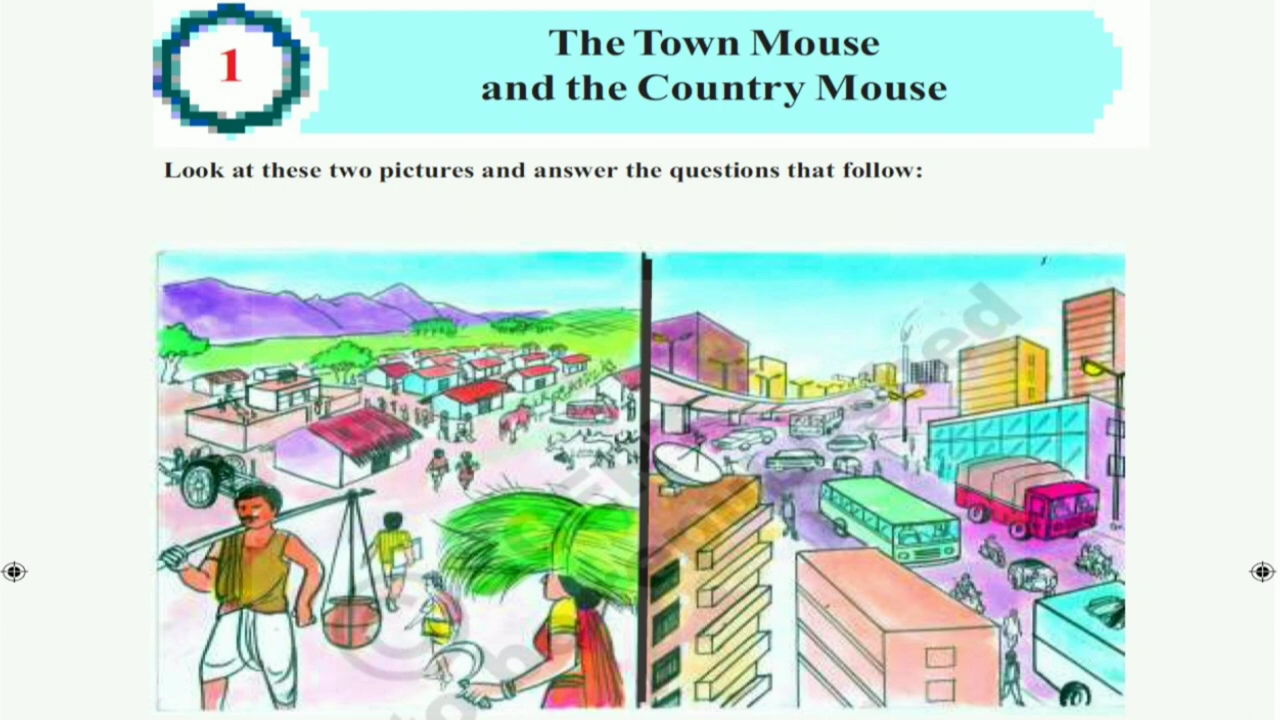 1
The Town Mouse
and the Country Mouse
Look at these two pictures and answer the questions that follow: